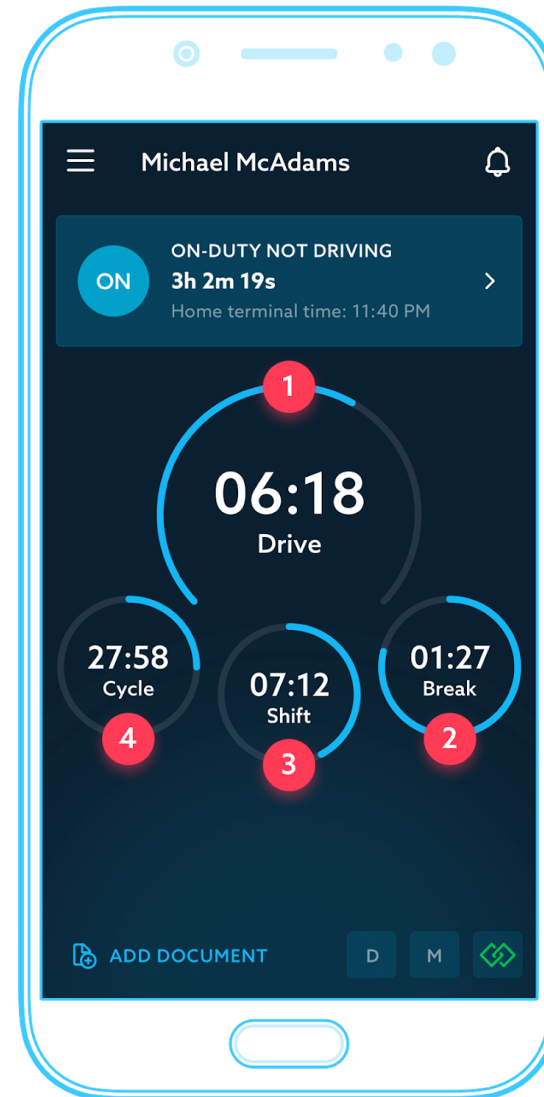 Michael McAdams
ON-DUTY NOT DRIVING
ON
3h 2m 19s
Home terminal time: 11:40 PM
1
06:18
Drive
27:58
Cycle
4
07:12
Shift
3
01:27
Break
2
ADD DOCUMENT
D
M